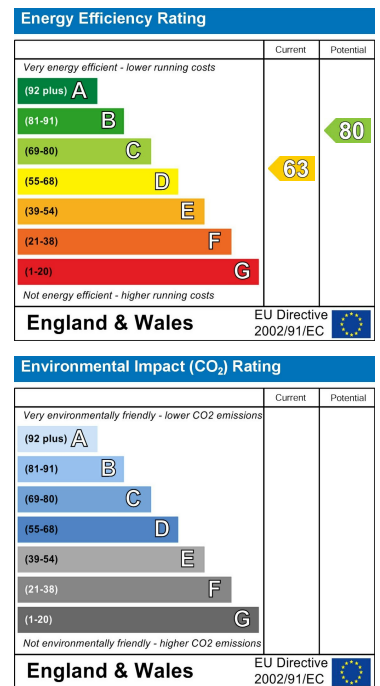 Energy Efficiency Rating
Current Potential
Very energy efficient - lower running costs
(92 plus) A
(81-91) B
(69-80) C
(55-68) D
(39-54) E
(21-38) F
(1-20) G
63
80
Not energy efficient - higher running costs
England & Wales
EU Directive
2002/91/EC
Environmental Impact (CO₂) Rating
Current Potential
Very environmentally friendly - lower CO2 emissions
(92 plus) A
(81-91) B
(69-80) C
(55-68) D
(39-54) E
(21-38) F
(1-20) G
Not environmentally friendly - higher CO2 emissions
England & Wales
EU Directive
2002/91/EC